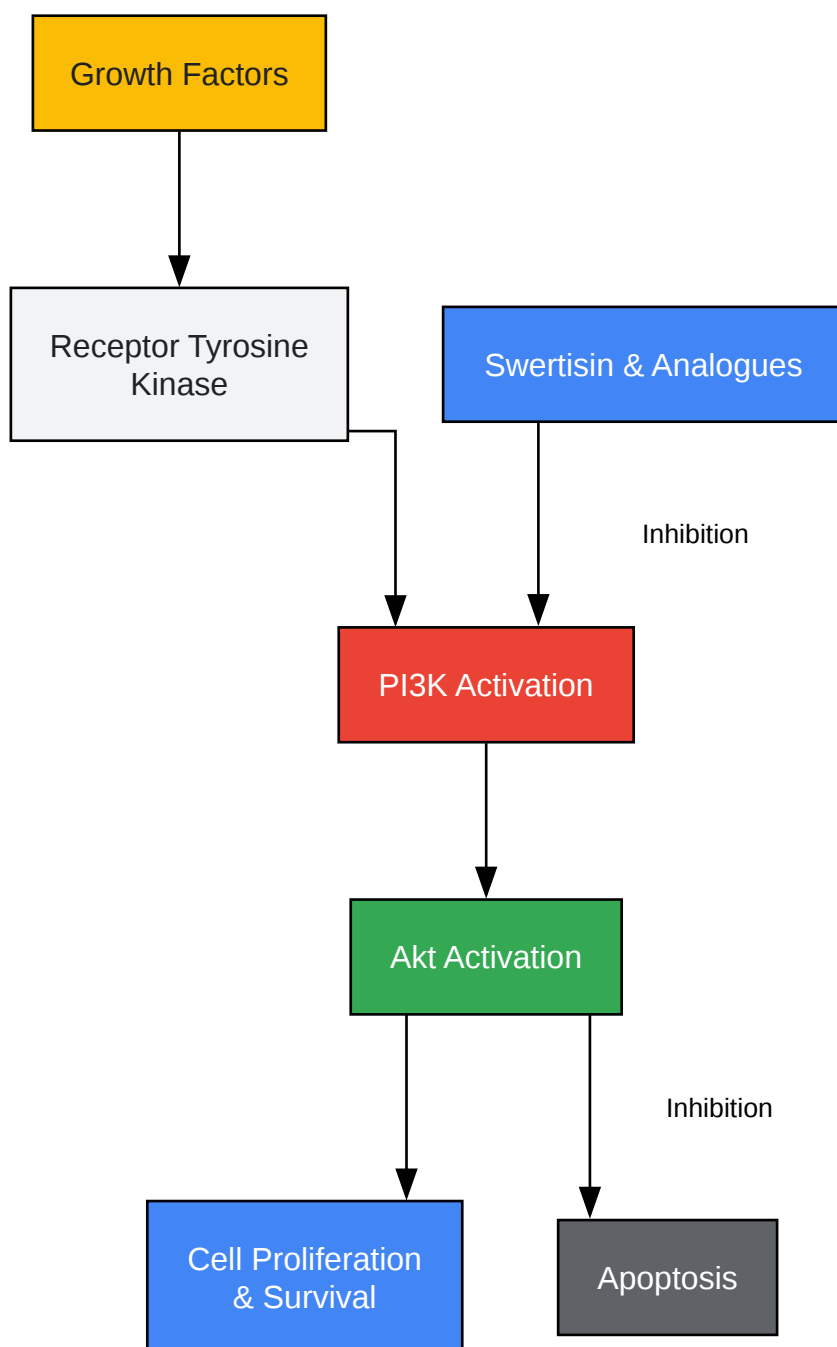 Growth Factors
Receptor Tyrosine
Kinase
Swertisin & Analogues
Inhibition
PI3K Activation
Akt Activation
Inhibition
Cell Proliferation
& Survival
Apoptosis